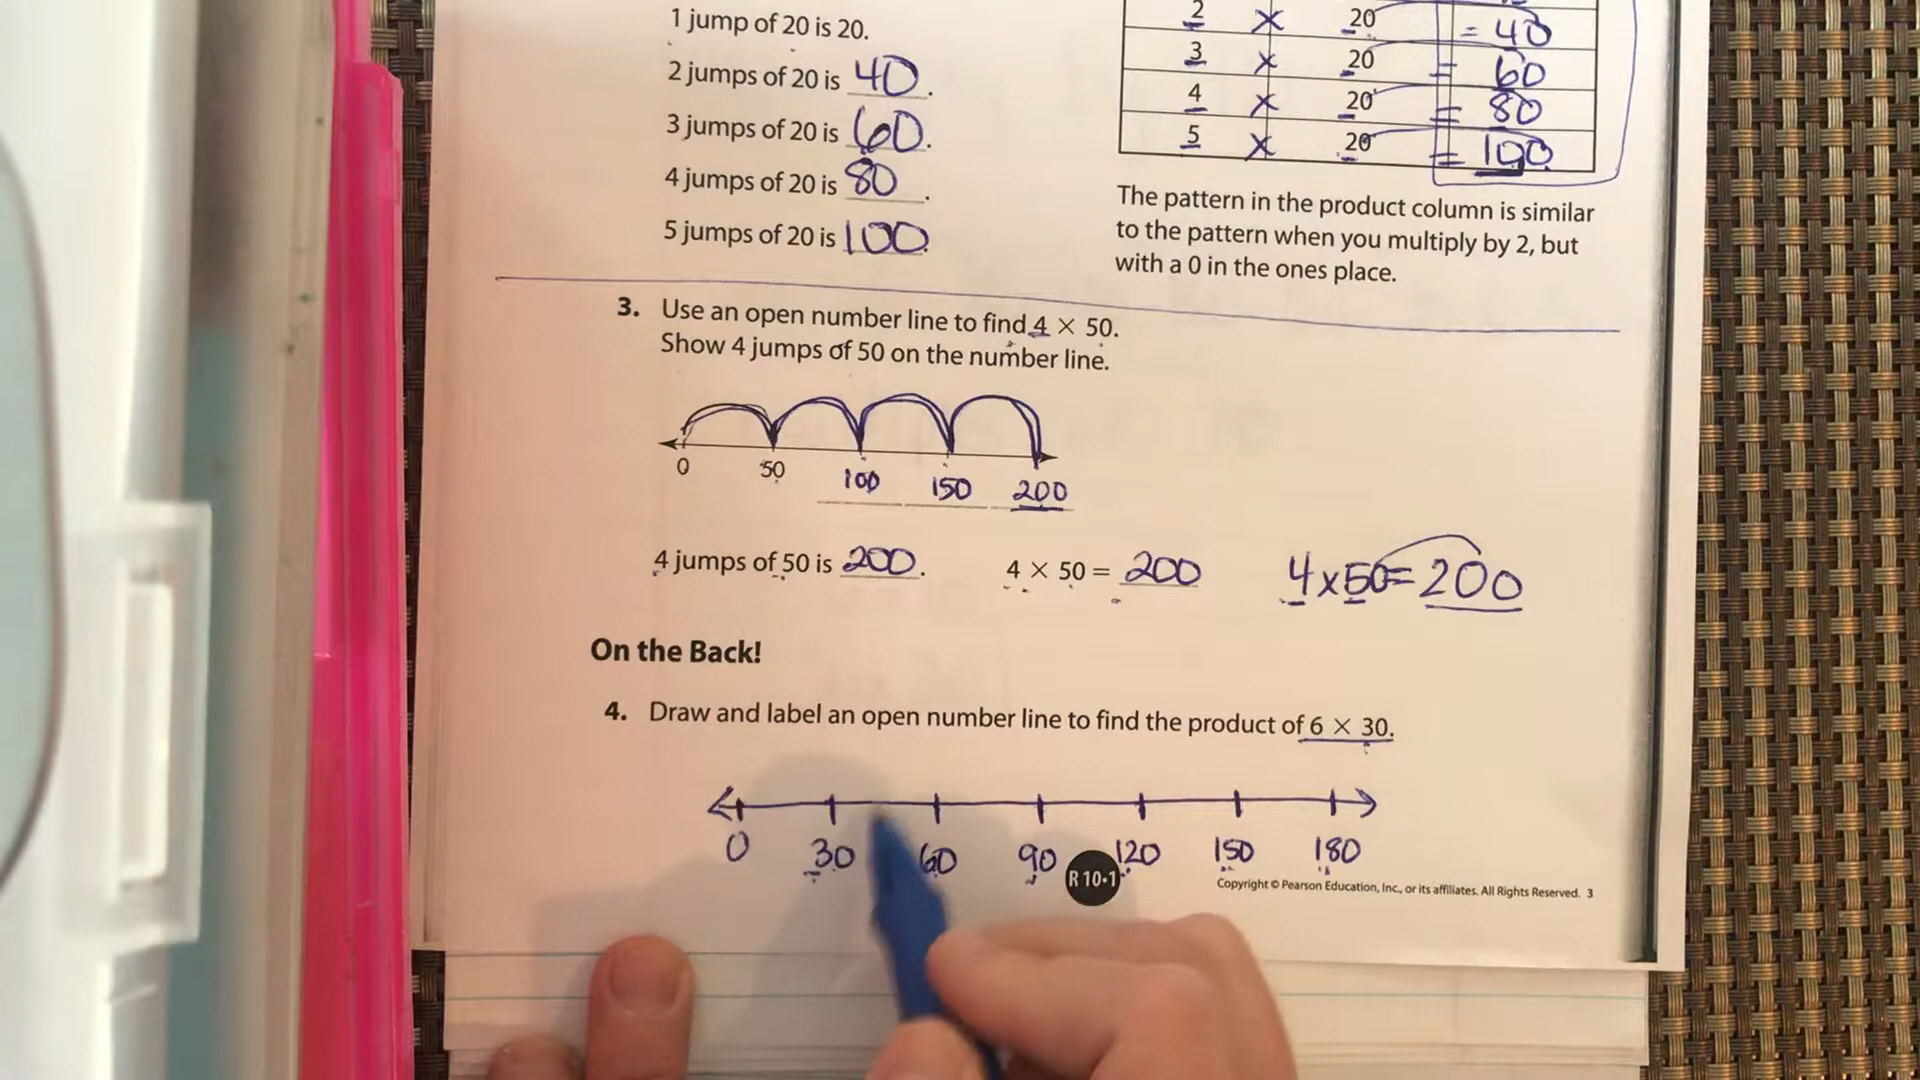 1 jump of 20 is 20.
2 jumps of 20 is 40.
3 jumps of 20 is 60.
4 jumps of 20 is 80.
5 jumps of 20 is 100.
2 × 20 = 40
3 × 20 = 60
4 × 20 = 80
5 × 20 = 100
The pattern in the product column is similar
to the pattern when you multiply by 2, but
with a 0 in the ones place.
3. Use an open number line to find 4 × 50.
Show 4 jumps of 50 on the number line.
0 50 100 150 200
4 jumps of 50 is 200. 4 × 50 = 200 4x50=200
On the Back!
4. Draw and label an open number line to find the product of 6 × 30.
0 30 60 90 120 150 180
R 10•1
Copyright © Pearson Education, Inc., or its affiliates. All Rights Reserved. 3